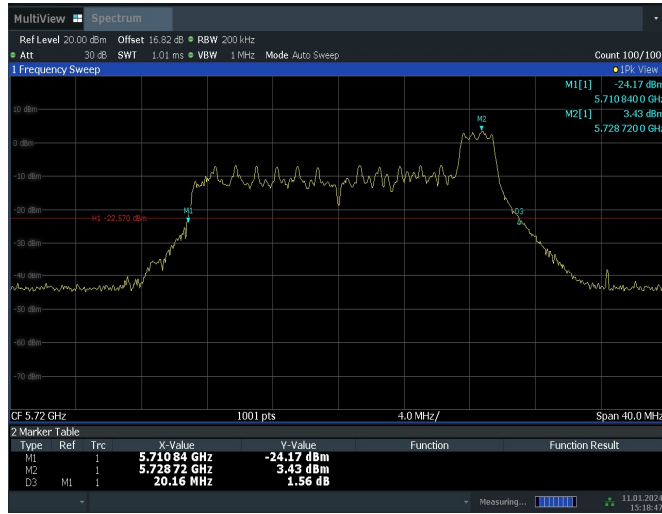 MultiView Spectrum
Ref Level 20.00 dBm Offset 16.82 dB RBW 200 kHz
Att 30 dB SWT 1.01 ms VBW 1 MHz Mode Auto Sweep Count 100/100
1 Frequency Sweep 1Pk View
M1[1] -24.17 dBm
5.710 840 0 GHz
M2[1] 3.43 dBm
5.728 720 0 GHz
10 dBm
M2
0 dBm
-10 dBm
-20 dBm
M1
D3
H1 -22.570 dBm
-30 dBm
-40 dBm
-50 dBm
-60 dBm
-70 dBm
CF 5.72 GHz 1001 pts 4.0 MHz/ Span 40.0 MHz
2 Marker Table
Type Ref Trc X-Value Y-Value Function Function Result
M1 1 5.710 84 GHz -24.17 dBm
M2 1 5.728 72 GHz 3.43 dBm
D3 M1 1 20.16 MHz 1.56 dB
Measuring... 11.01.2024
15:18:47